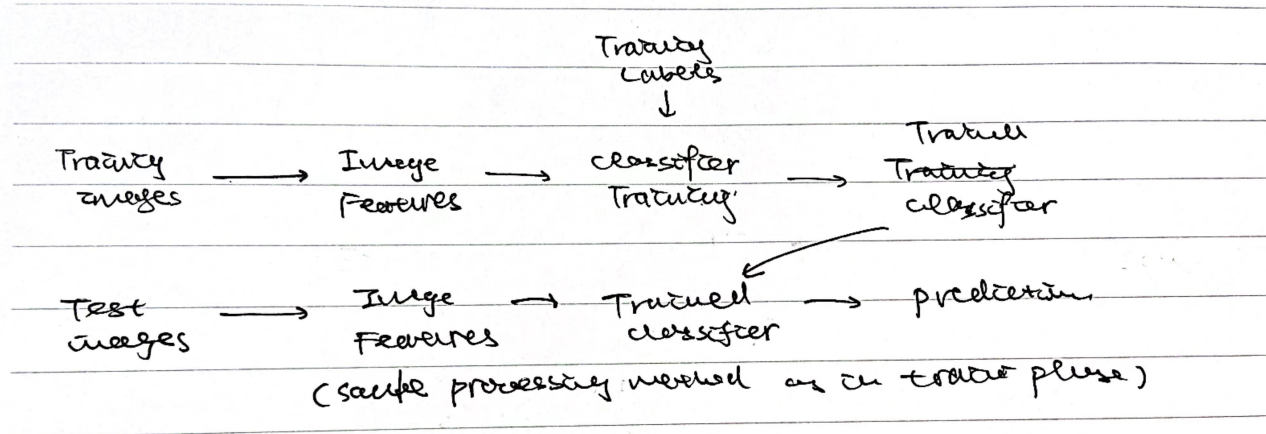 Training
Labels
↓
Trained
Training → Image → classifier → Training
images Features Training classifier
Test → Image → Trained → prediction
images Features classifier
(same processing method as in train phase)